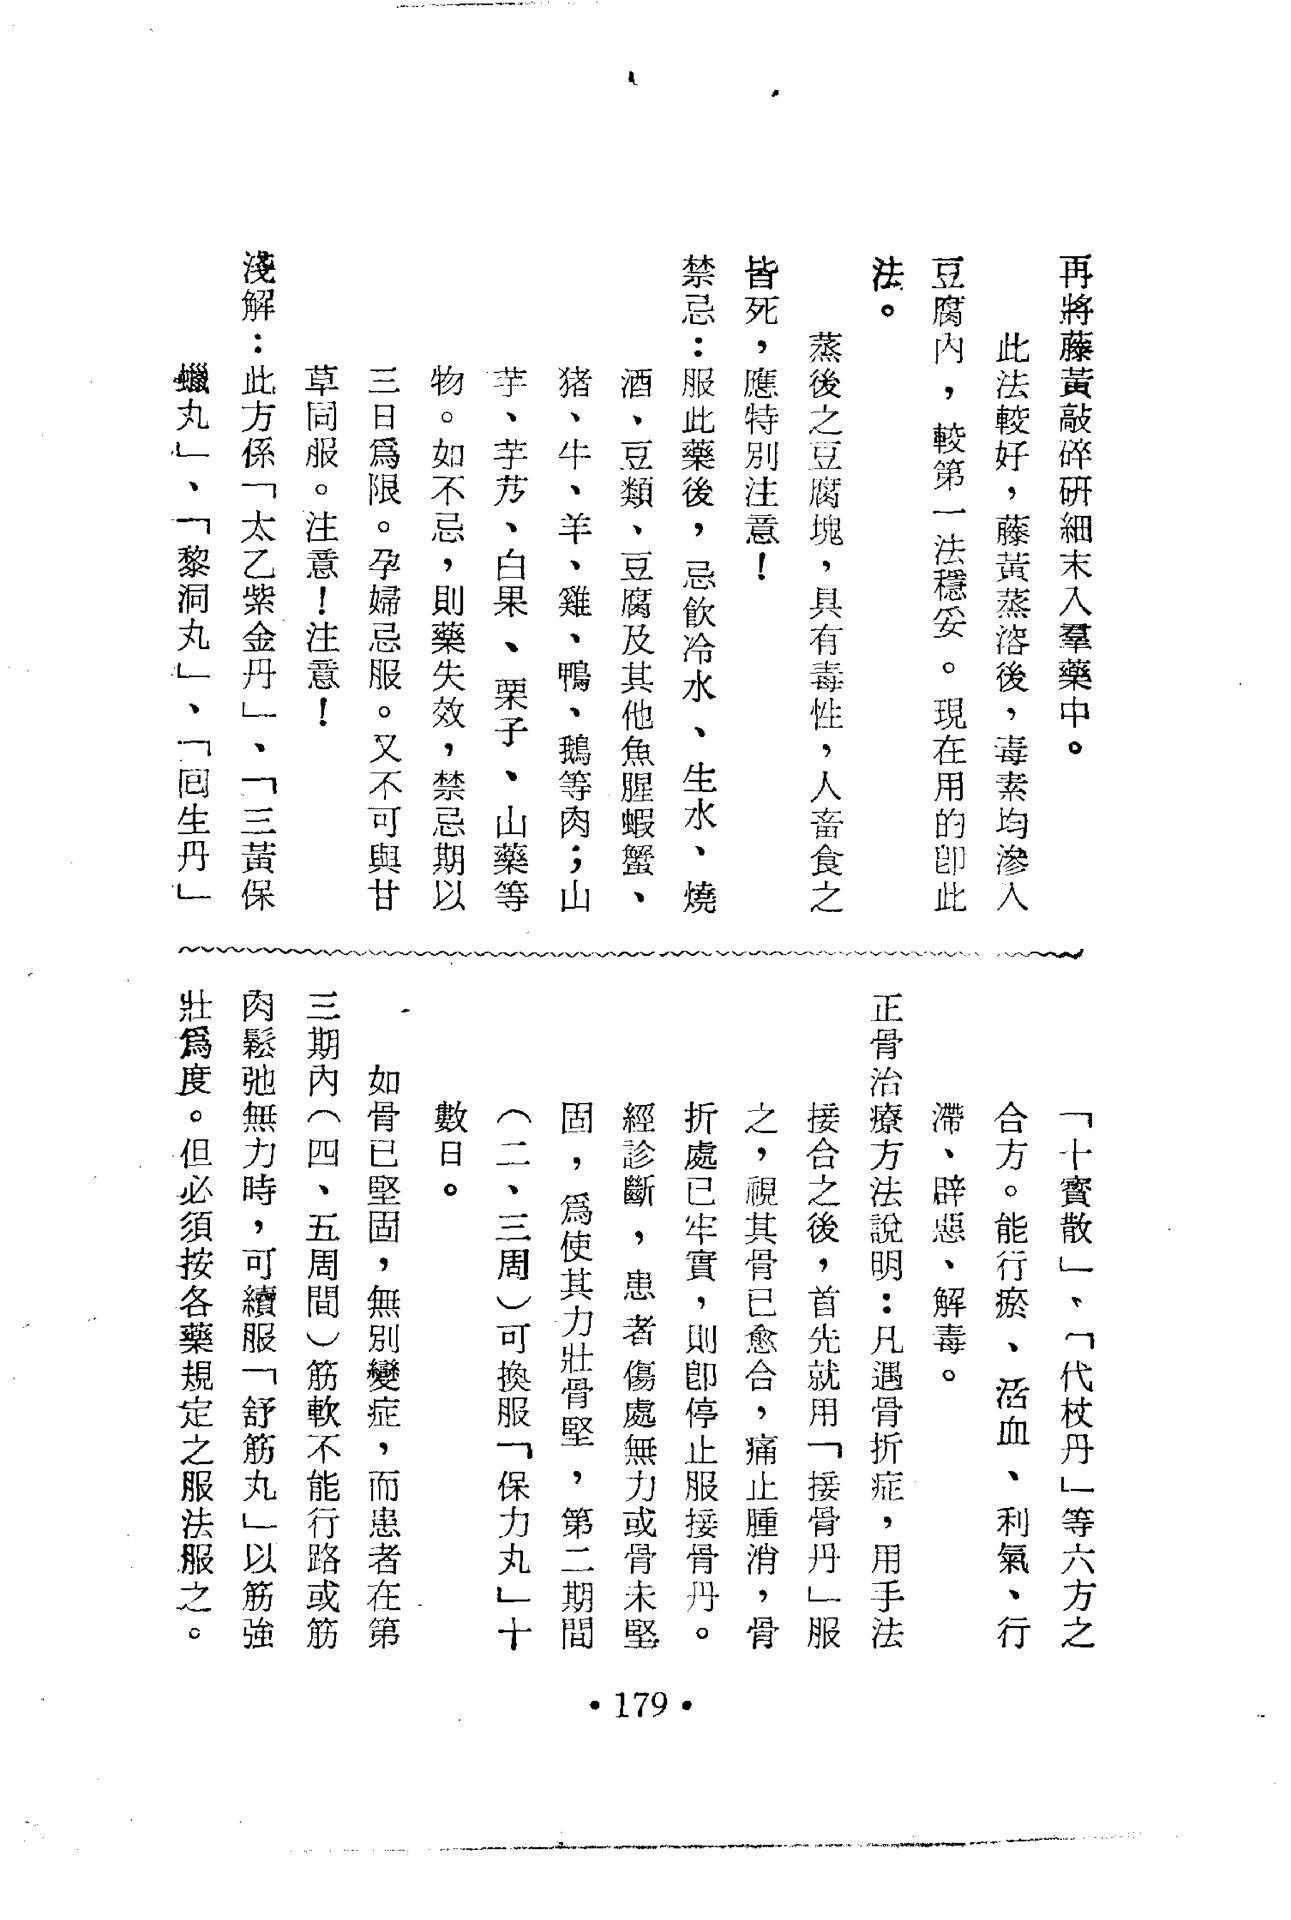 再將藤黃敲碎硏細末入羣藥中。
此法較好，藤黃蒸溶後，毒素均滲入
豆腐內，較第一法穩妥。現在用的卽此
法。
蒸後之豆腐塊，具有毒性，人畜食之
皆死，應特別注意！
禁忌：服此藥後，忌飲冷水、生水、燒
酒、豆類、豆腐及其他魚腥蝦蟹、
猪、牛、羊、雞、鴨、鵝等肉；山
芋、芋艿、白果、栗子、山藥等
物。如不忌，則藥失效，禁忌期以
三日爲限。孕婦忌服。又不可與甘
草同服。注意！注意！
淺解：此方係「太乙紫金丹」、「三黃保
蠟丸」、「黎洞丸」、「回生丹」
「十寳散」、「代杖丹」等六方之
合方。能行瘀、活血、利氣、行
滯、辟惡、解毒。
正骨治療方法說明：凡遇骨折症，用手法
接合之後，首先就用「接骨丹」服
之，視其骨已愈合，痛止腫消，骨
折處已牢實，則卽停止服接骨丹。
經診斷，患者傷處無力或骨未堅
固，爲使其力壯骨堅，第二期間
（二、三周）可換服「保力丸」十
數日。
如骨已堅固，無別變症，而患者在第
三期內（四、五周間）筋軟不能行路或筋
肉鬆弛無力時，可續服「舒筋丸」以筋強
壯爲度。但必須按各藥規定之服法服之。
•179•